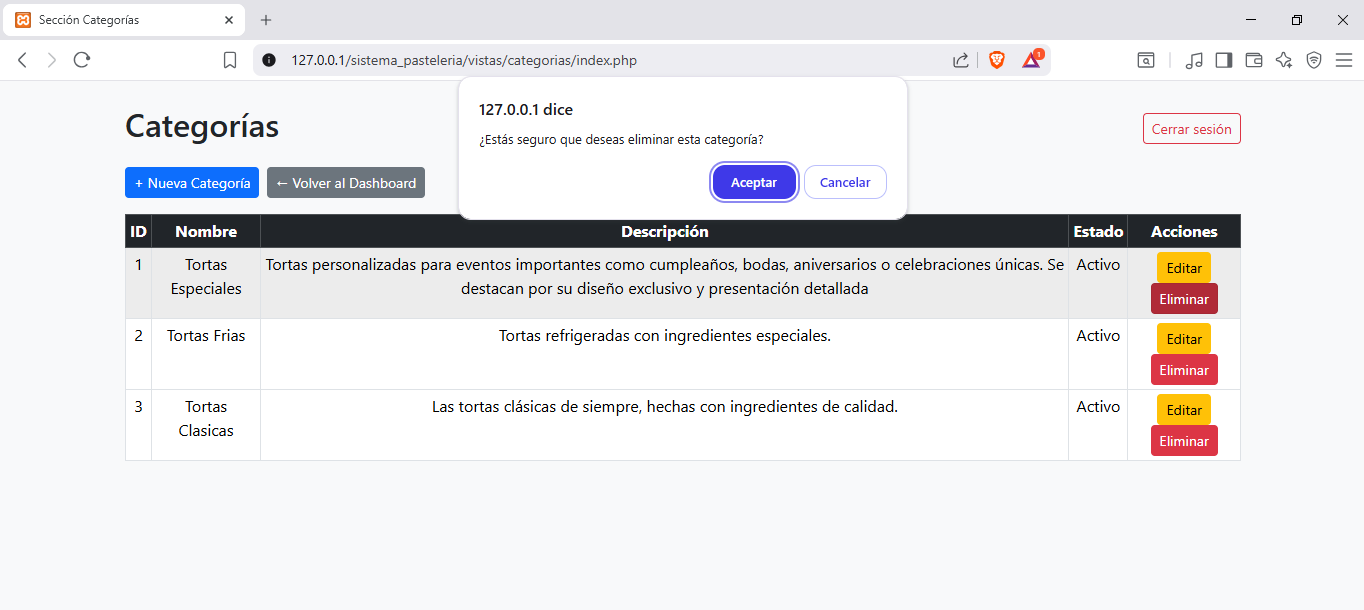 Sección Categorías
127.0.0.1/sistema_pasteleria/vistas/categorias/index.php
1
127.0.0.1 dice
¿Estás seguro que deseas eliminar esta categoría?
Aceptar Cancelar
Categorías
Cerrar sesión
+ Nueva Categoría ← Volver al Dashboard
ID Nombre Descripción Estado Acciones
1 Tortas Tortas personalizadas para eventos importantes como cumpleaños, bodas, aniversarios o celebraciones únicas. Se Activo Editar
Especiales destacan por su diseño exclusivo y presentación detallada Eliminar
2 Tortas Frias Tortas refrigeradas con ingredientes especiales. Activo Editar
Eliminar
3 Tortas Las tortas clásicas de siempre, hechas con ingredientes de calidad. Activo Editar
Clasicas Eliminar